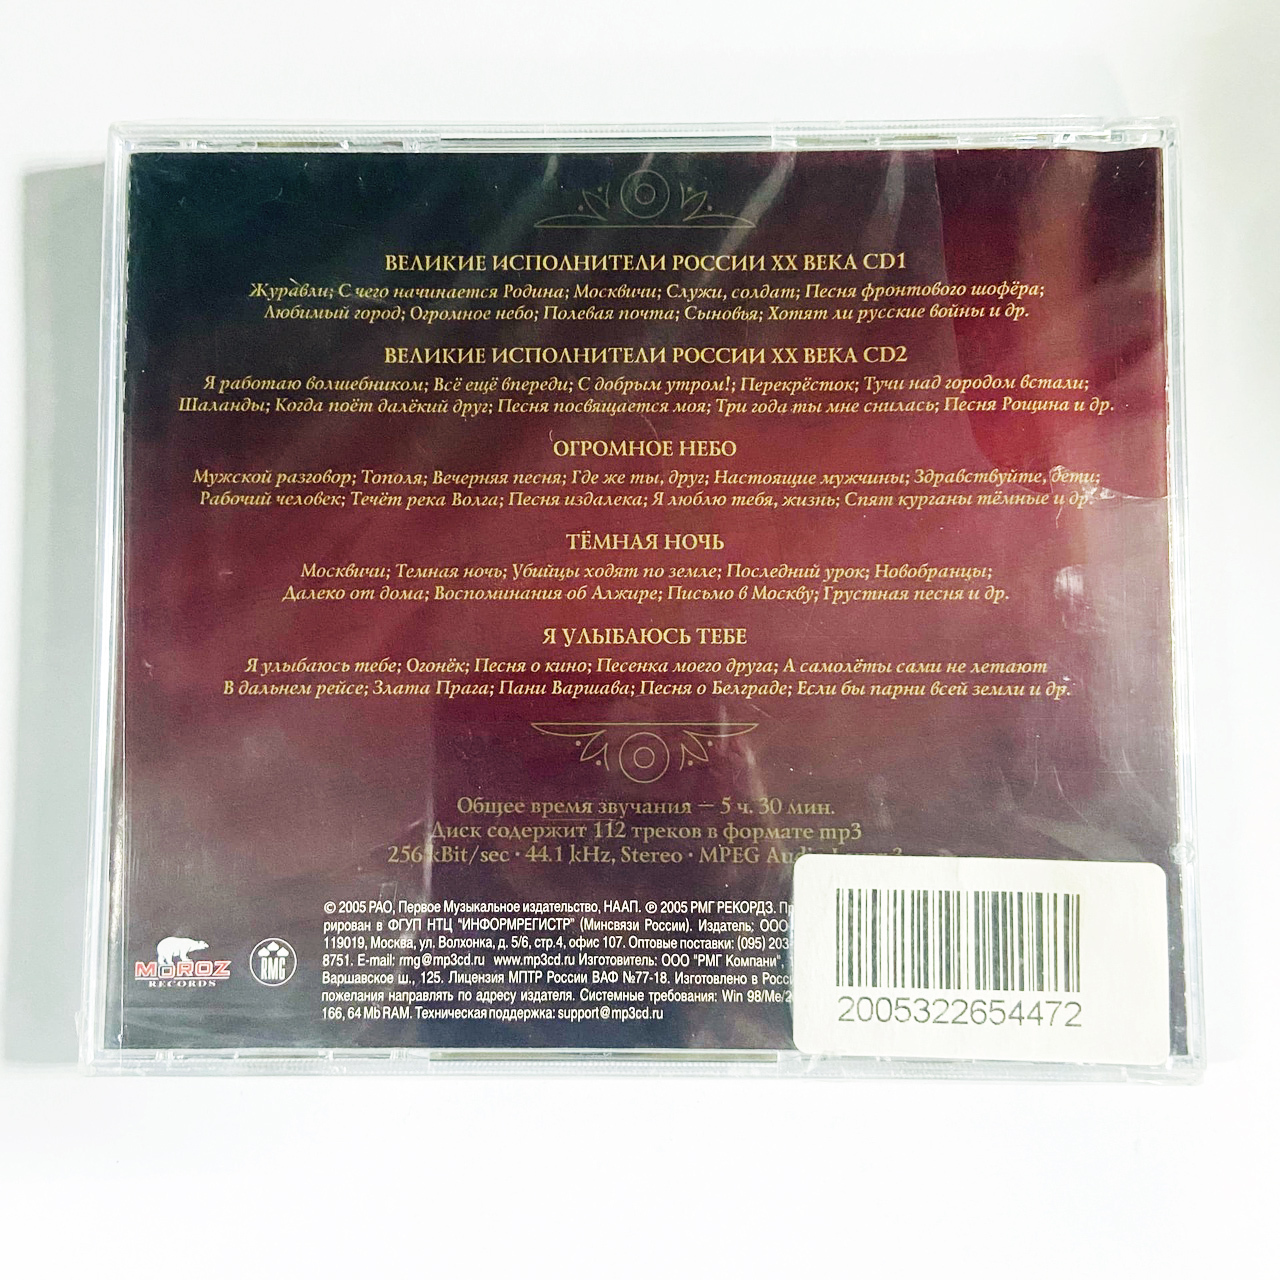 ВЕЛИКИЕ ИСПОЛНИТЕЛИ РОССИИ XX ВЕКА CD1
Журавли; С чего начинается Родина; Москвичи; Служи, солдат; Песня фронтового шофёра;
Любимый город; Огромное небо; Полевая почта; Сыновья; Хотят ли русские войны и др.
ВЕЛИКИЕ ИСПОЛНИТЕЛИ РОССИИ XX ВЕКА CD2
Я работаю волшебником; Всё ещё впереди; С добрым утром!; Перекрёсток; Тучи над городом встали;
Шаланды; Когда поёт далёкий друг; Песня посвящается моя; Три года ты мне снилась; Песня Рощина и др.
ОГРОМНОЕ НЕБО
Мужской разговор; Тополя; Вечерняя песня; Где же ты, друг; Настоящие мужчины; Здравствуйте, дети;
Рабочий человек; Течёт река Волга; Песня издалека; Я люблю тебя, жизнь; Спят курганы тёмные и др.
ТЁМНАЯ НОЧЬ
Москвичи; Темная ночь; Убийцы ходят по земле; Последний урок; Новобранцы;
Далеко от дома; Воспоминания об Алжире; Письмо в Москву; Грустная песня и др.
Я УЛЫБАЮСЬ ТЕБЕ
Я улыбаюсь тебе; Огонёк; Песня о кино; Песенка моего друга; А самолёты сами не летают
В дальнем рейсе; Злата Прага; Пани Варшава; Песня о Белграде; Если бы парни всей земли и др.
Общее время звучания – 5 ч. 30 мин.
Диск содержит 112 треков в формате mp3
256 kBit/sec · 44.1 kHz, Stereo · MPEG
© 2005 РАО, Первое Музыкальное издательство, НААП. ℗ 2005 РМГ РЕКОРДЗ.
рирован в ФГУП НТЦ "ИНФОРМРЕГИСТР" (Минсвязи России). Издатель: ООО
119019, Москва, ул. Волхонка, д. 5/6, стр.4, офис 107. Оптовые поставки: (095) 203
8751. E-mail: rmg@mp3cd.ru www.mp3cd.ru Изготовитель: ООО "РМГ Компани",
Варшавское ш., 125. Лицензия МПТР России ВАФ №77-18. Изготовлено в
пожелания направлять по адресу издателя. Системные требования: Win 98/Me/
166, 64 Mb RAM. Техническая поддержка: support@mp3cd.ru
MOROZ
RECORDS
RMG
2005322654472